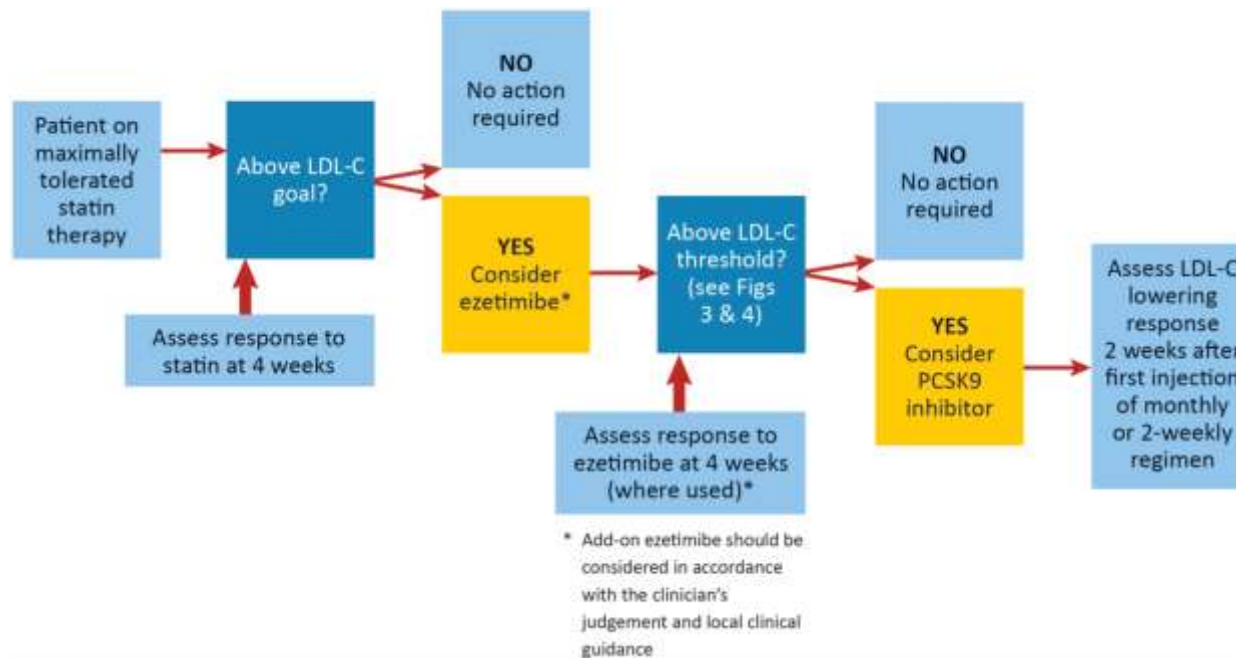 Patient on
maximally
tolerated
statin
therapy
Above LDL-C
goal?
Assess response to
statin at 4 weeks
NO
No action
required
YES
Consider
ezetimibe*
Above LDL-C
threshold?
(see Figs
3 & 4)
Assess response to
ezetimibe at 4 weeks
(where used)*
* Add-on ezetimibe should be
considered in accordance
with the clinician's
judgement and local clinical
guidance
NO
No action
required
YES
Consider
PCSK9
inhibitor
Assess LDL-C
lowering
response
2 weeks after
first injection
of monthly
or 2-weekly
regimen